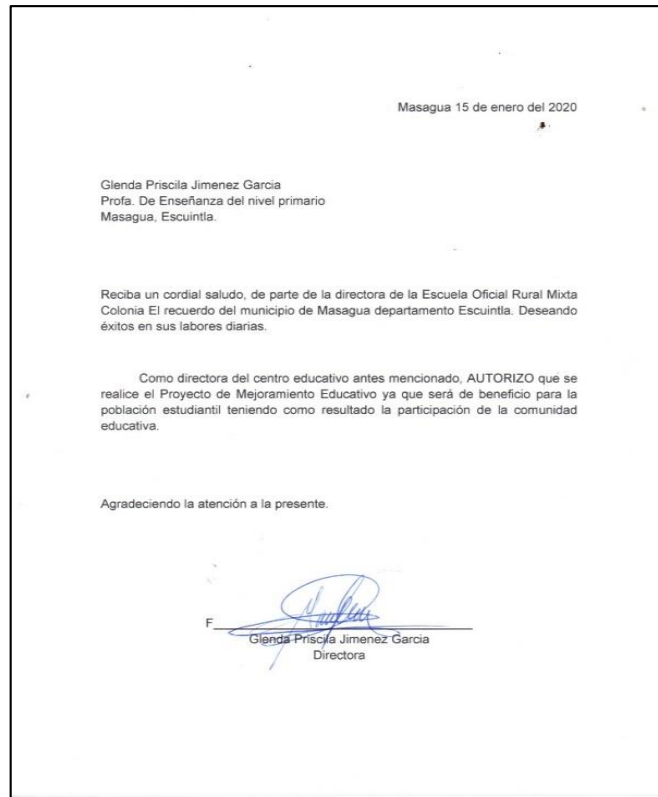 Masagua 15 de enero del 2020
Glenda Priscila Jimenez Garcia
Profa. De Enseñanza del nivel primario
Masagua, Escuintla.
Reciba un cordial saludo, de parte de la directora de la Escuela Oficial Rural Mixta
Colonia El recuerdo del municipio de Masagua departamento Escuintla. Deseando
éxitos en sus labores diarias.
Como directora del centro educativo antes mencionado, AUTORIZO que se
realice el Proyecto de Mejoramiento Educativo ya que será de beneficio para la
población estudiantil teniendo como resultado la participación de la comunidad
educativa.
Agradeciendo la atención a la presente.
F
Glenda Priscila Jimenez Garcia
Directora